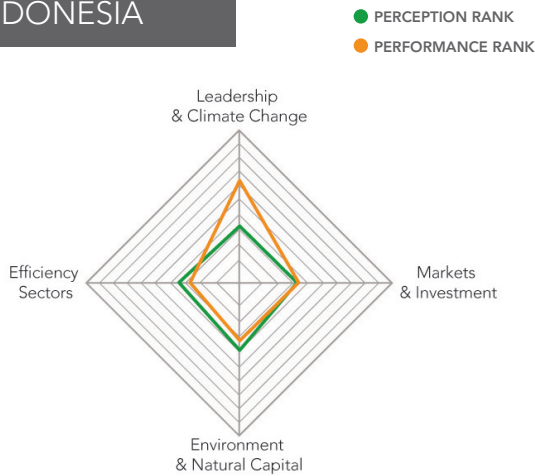 DONESIA
PERCEPTION RANK
PERFORMANCE RANK
Leadership
& Climate Change
Efficiency
Sectors
Markets
& Investment
Environment
& Natural Capital